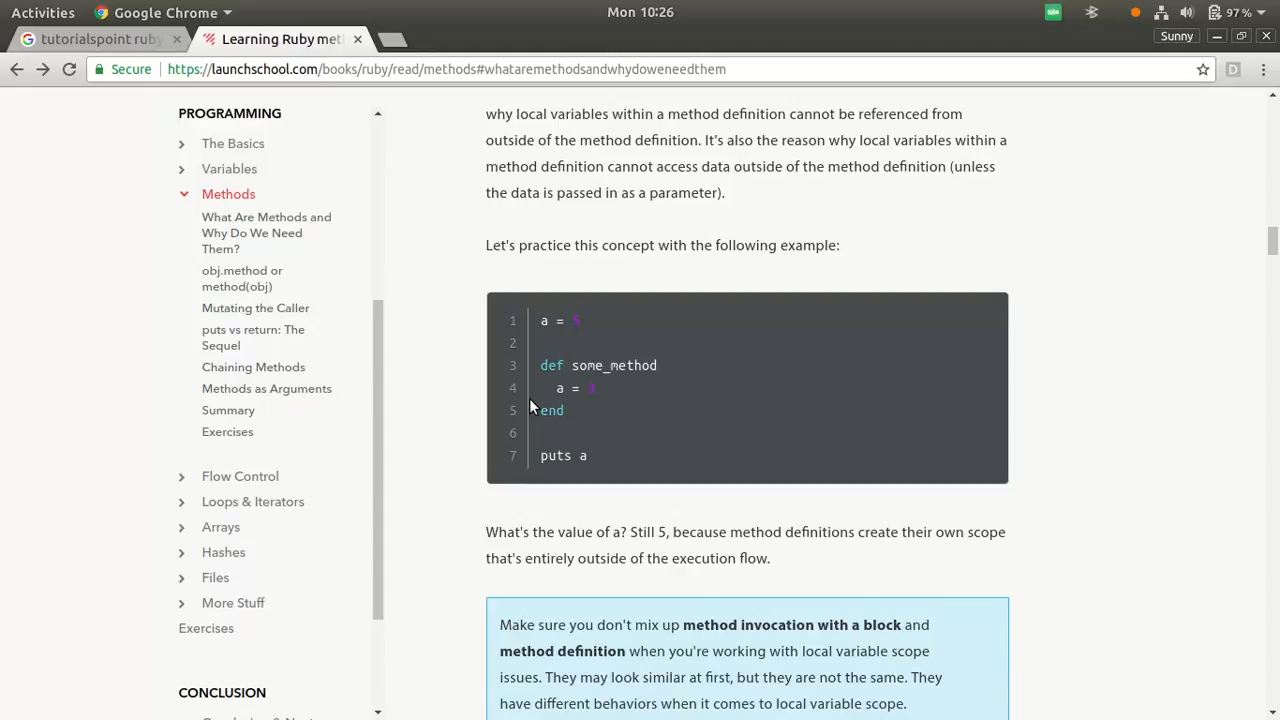 Activities Google Chrome Mon 10:26 97%
tutorialspoint ruby Learning Ruby met Sunny
Secure https://launchschool.com/books/ruby/read/methods#whataremethodsandwhydoweneedthem D
PROGRAMMING
The Basics
Variables
Methods
What Are Methods and
Why Do We Need
Them?
obj.method or
method(obj)
Mutating the Caller
puts vs return: The
Sequel
Chaining Methods
Methods as Arguments
Summary
Exercises
Flow Control
Loops & Iterators
Arrays
Hashes
Files
More Stuff
Exercises
CONCLUSION
why local variables within a method definition cannot be referenced from
outside of the method definition. It's also the reason why local variables within a
method definition cannot access data outside of the method definition (unless
the data is passed in as a parameter).
Let's practice this concept with the following example:
1 a = 5
2
3 def some_method
4 a = 3
5 end
6
7 puts a
What's the value of a? Still 5, because method definitions create their own scope
that's entirely outside of the execution flow.
Make sure you don't mix up method invocation with a block and
method definition when you're working with local variable scope
issues. They may look similar at first, but they are not the same. They
have different behaviors when it comes to local variable scope.